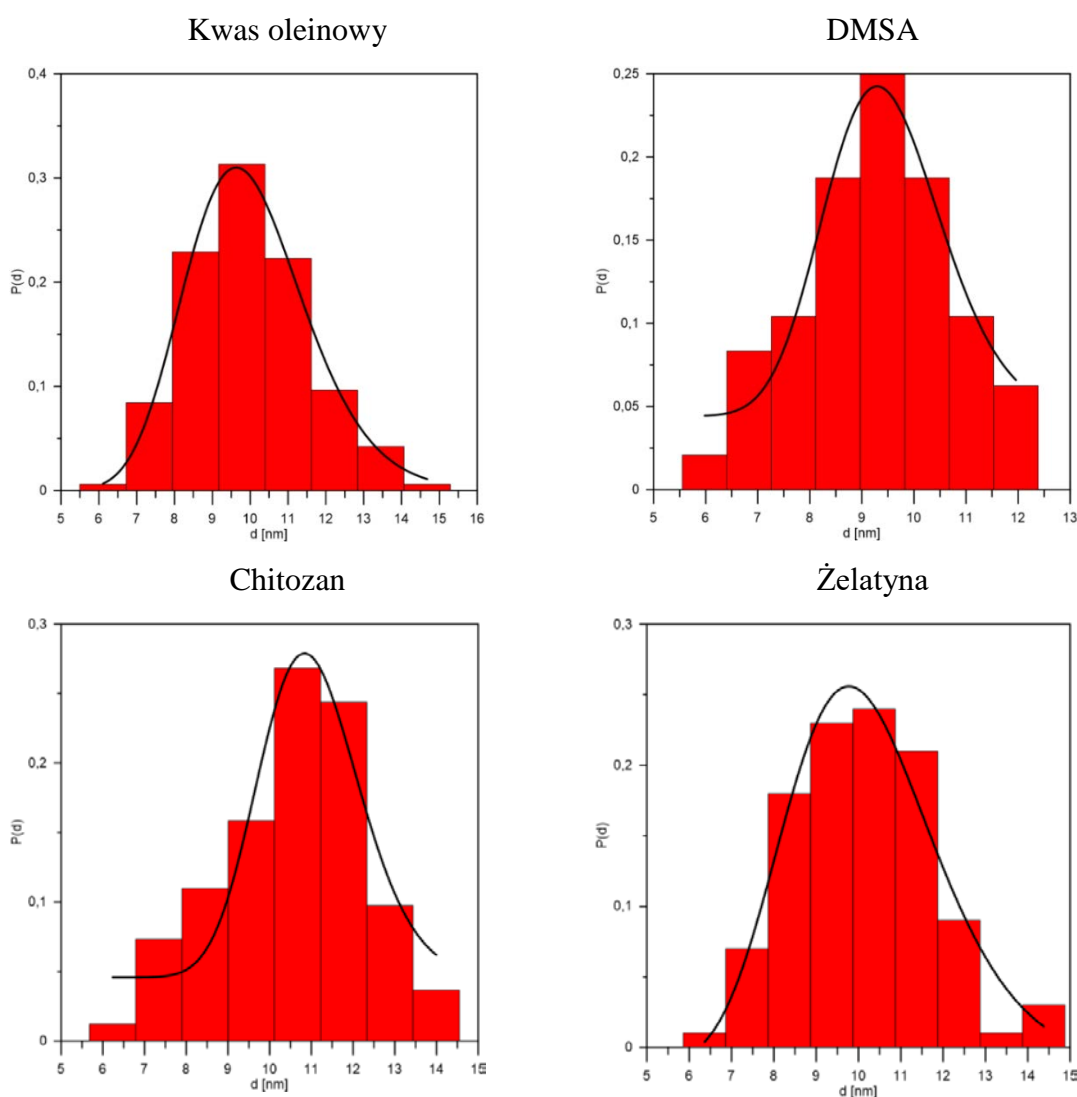 Kwas oleinowy
DMSA
0,4
0,3
0,2
0,1
0
P(d)
5 6 7 8 9 10 11 12 13 14 15 16
d [nm]
0,25
0,2
0,15
0,1
0,05
0
P(d)
5 6 7 8 9 10 11 12 13
d [nm]
Chitozan
Żelatyna
0,3
0,2
0,1
0
P(d)
5 6 7 8 9 10 11 12 13 14 15
d [nm]
0,3
0,2
0,1
0
P(d)
5 6 7 8 9 10 11 12 13 14 15
d [nm]